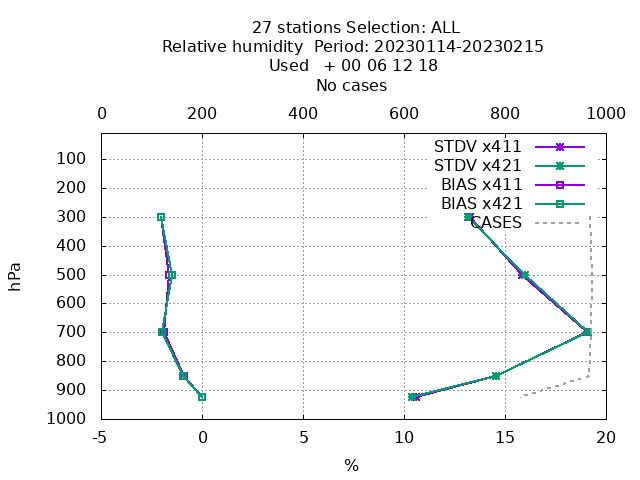 27 stations Selection: ALL
Relative humidity  Period: 20230114-20230215
Used   + 00 06 12 18
No cases
0 200 400 600 800 1000
STDV x411
STDV x421
BIAS x411
BIAS x421
CASES
100
200
300
400
500
600
700
800
900
1000
hPa
-5 0 5 10 15 20
%